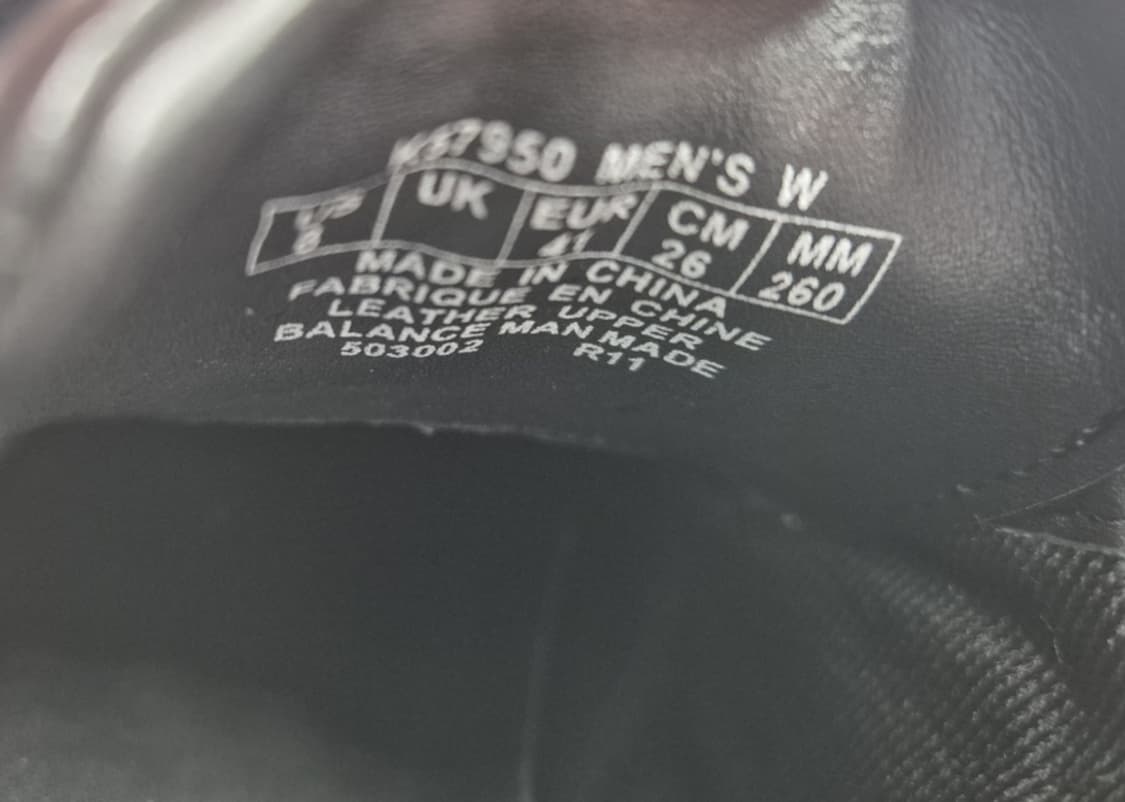 K57950 MEN'S W
US UK EUR CM MM
8 41 26 260
MADE IN CHINA
FABRIQUE EN CHINE
LEATHER UPPER
BALANCE MAN MADE
503002 R11